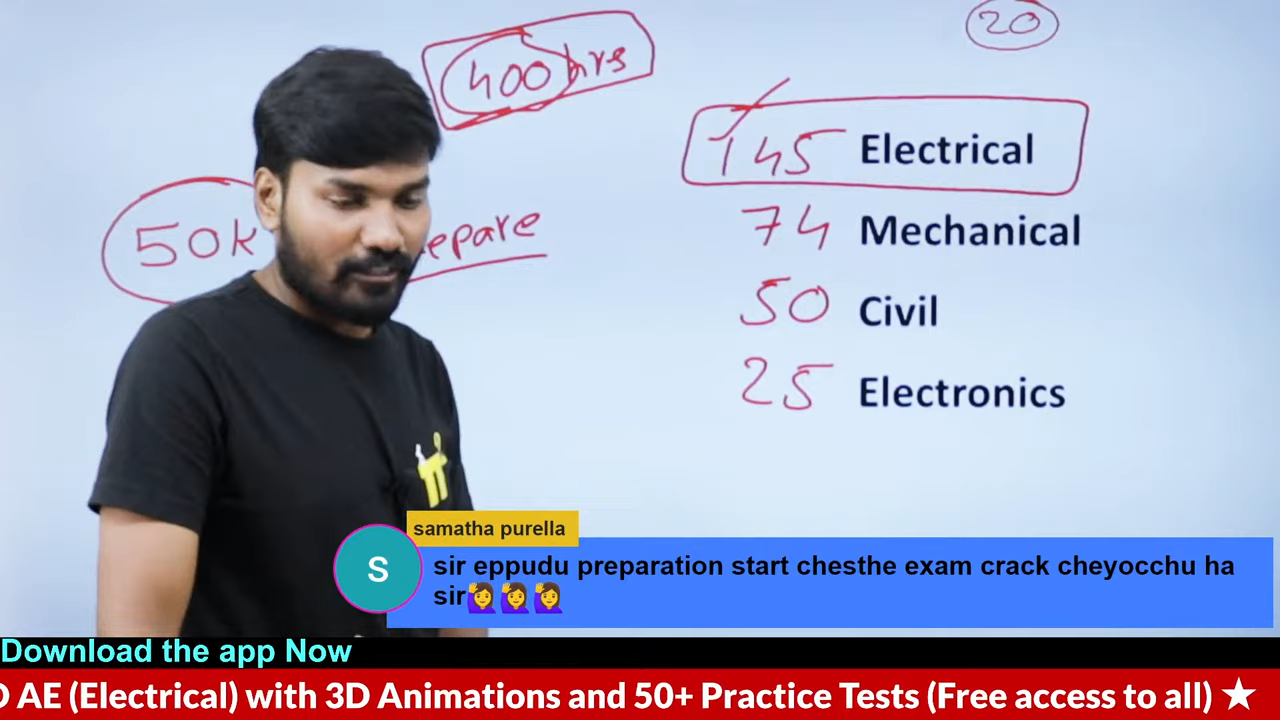 20
400 hrs
145 Electrical
50k epare
74 Mechanical
50 Civil
25 Electronics
samatha purella
S
sir eppudu preparation start chesthe exam crack cheyocchu ha
sir🙋‍♀️🙋‍♀️🙋‍♀️
Download the app Now
AE (Electrical) with 3D Animations and 50+ Practice Tests (Free access to all) ★